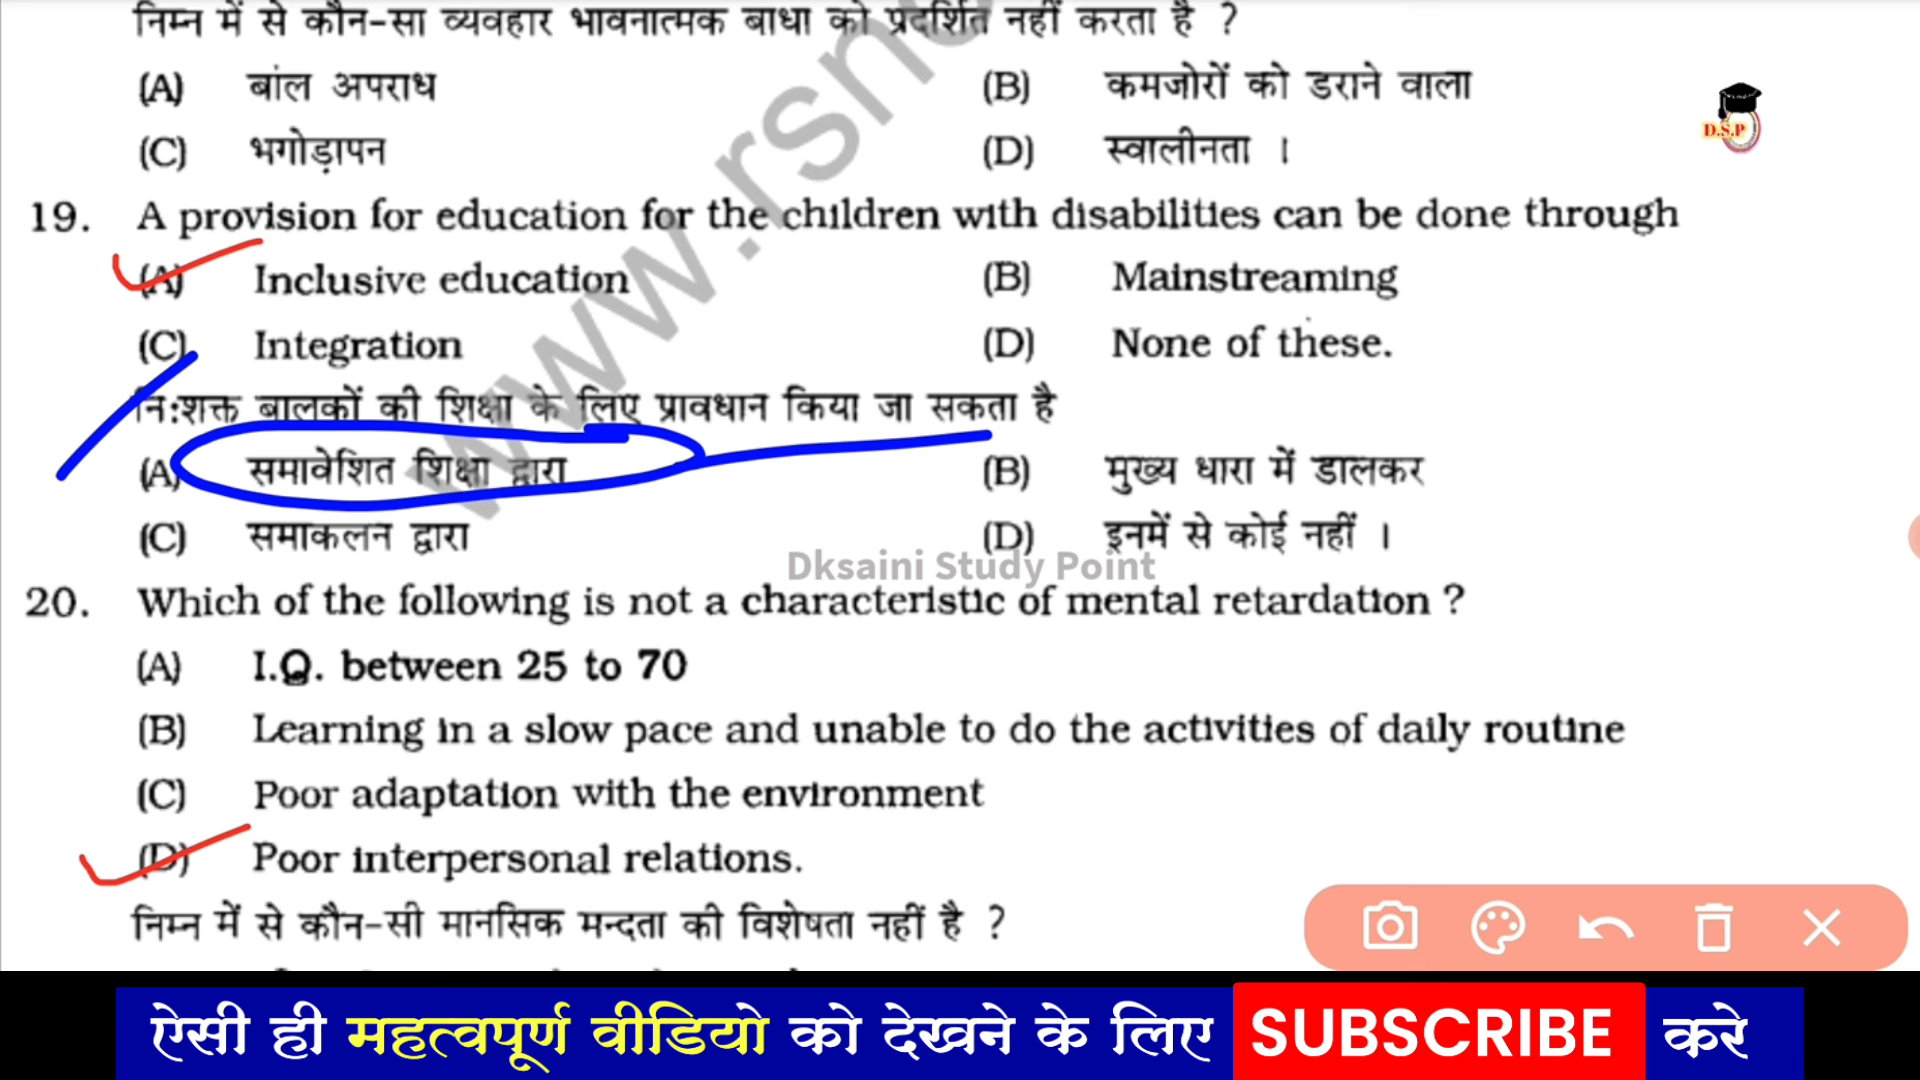 निम्न में से कौन-सा व्यवहार भावनात्मक बाधा को प्रदर्शित नहीं करता है ?
(A) बांल अपराध (B) कमजोरों को डराने वाला
(C) भगोड़ापन (D) स्वालीनता ।
D.S.P
19. A provision for education for the children with disabilities can be done through
(A) Inclusive education (B) Mainstreaming
(C) Integration (D) None of these.
नि:शक्त बालकों की शिक्षा के लिए प्रावधान किया जा सकता है
(A) समावेशित शिक्षा द्वारा (B) मुख्य धारा में डालकर
(C) समाकलन द्वारा (D) इनमें से कोई नहीं ।
Dksaini Study Point
20. Which of the following is not a characteristic of mental retardation ?
(A) I.Q. between 25 to 70
(B) Learning in a slow pace and unable to do the activities of daily routine
(C) Poor adaptation with the environment
(D) Poor interpersonal relations.
निम्न में से कौन-सी मानसिक मन्दता की विशेषता नहीं है ?
ऐसी ही महत्वपूर्ण वीडियो को देखने के लिए SUBSCRIBE करे